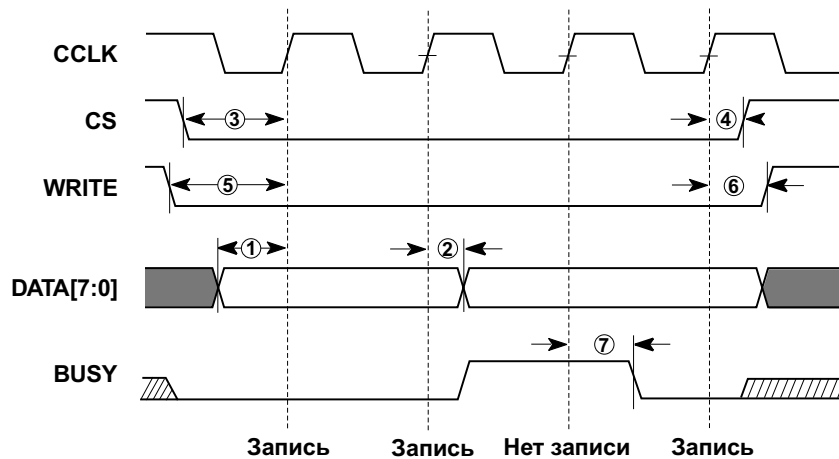 CCLK
CS
③ ④
WRITE
⑤ ⑥
① ②
DATA[7:0]
⑦
BUSY
Запись Запись Нет записи Запись